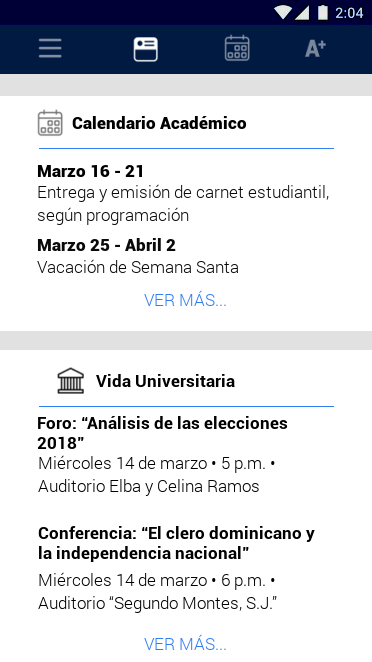 2:04
A+
Calendario Académico
Marzo 16 - 21
Entrega y emisión de carnet estudiantil,
según programación
Marzo 25 - Abril 2
Vacación de Semana Santa
VER MÁS...
Vida Universitaria
Foro: “Análisis de las elecciones
2018”
Miércoles 14 de marzo • 5 p.m. •
Auditorio Elba y Celina Ramos
Conferencia: “El clero dominicano y
la independencia nacional”
Miércoles 14 de marzo • 6 p.m. •
Auditorio “Segundo Montes, S.J.”
VER MÁS...